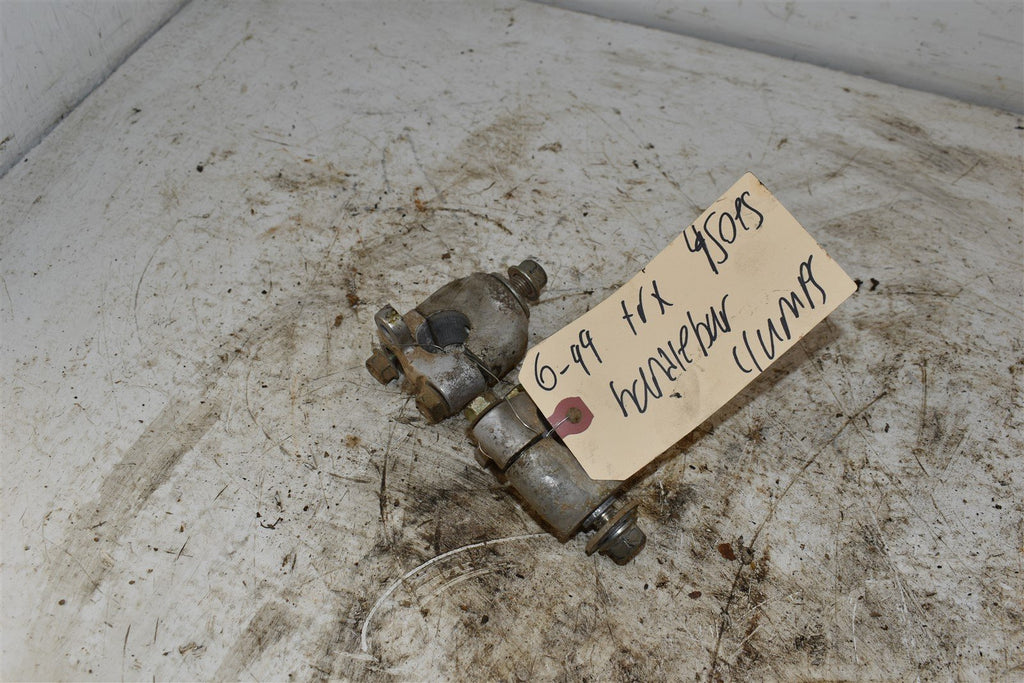 6-99 trx 450es
handlebar
clamps